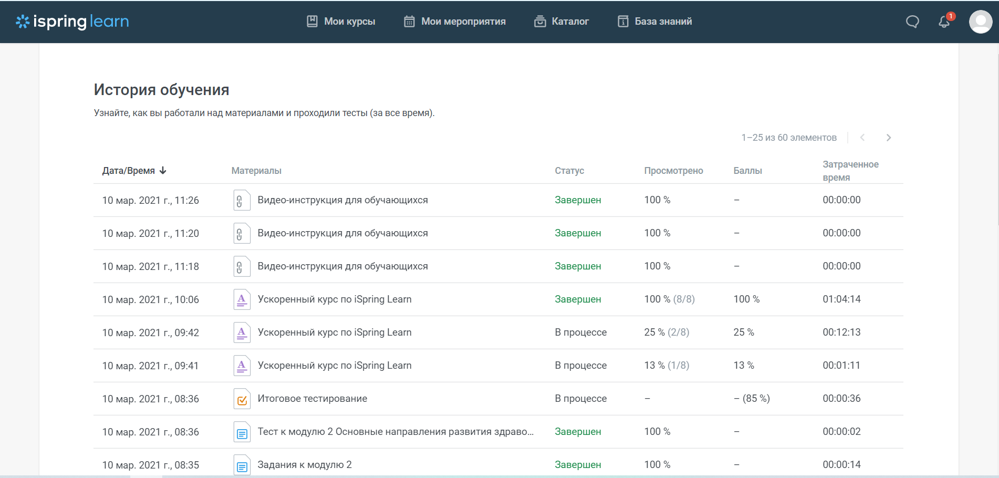 ispring learn Мои курсы Мои мероприятия Каталог База знаний 1
История обучения
Узнайте, как вы работали над материалами и проходили тесты (за все время).
1–25 из 60 элементов
Дата/Время Материалы Статус Просмотрено Баллы Затраченное время
10 мар. 2021 г., 11:26 Видео-инструкция для обучающихся Завершен 100 % – 00:00:00
10 мар. 2021 г., 11:20 Видео-инструкция для обучающихся Завершен 100 % – 00:00:00
10 мар. 2021 г., 11:18 Видео-инструкция для обучающихся Завершен 100 % – 00:00:00
10 мар. 2021 г., 10:06 Ускоренный курс по iSpring Learn Завершен 100 % (8/8) 100 % 01:04:14
10 мар. 2021 г., 09:42 Ускоренный курс по iSpring Learn В процессе 25 % (2/8) 25 % 00:12:13
10 мар. 2021 г., 09:41 Ускоренный курс по iSpring Learn В процессе 13 % (1/8) 13 % 00:01:11
10 мар. 2021 г., 08:36 Итоговое тестирование В процессе – – (85 %) 00:00:36
10 мар. 2021 г., 08:36 Тест к модулю 2 Основные направления развития здраво... Завершен 100 % – 00:00:02
10 мар. 2021 г., 08:35 Задания к модулю 2 Завершен 100 % – 00:00:14